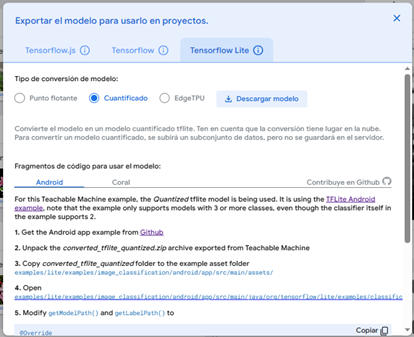 Exportar el modelo para usarlo en proyectos.
Tensorflow.js
Tensorflow
Tensorflow Lite
Tipo de conversión de modelo:
Punto flotante
Cuantificado
EdgeTPU
Descargar modelo
Convierte el modelo en un modelo cuantificado tflite. Ten en cuenta que la conversión tiene lugar en la nube.
Para convertir un modelo cuantificado, se subirá un subconjunto de datos, pero no se guardará en el servidor.
Fragmentos de código para usar el modelo:
Android
Coral
Contribuye en Github
For this Teachable Machine example, the Quantized tflite model is being used. It is using the TFLite Android
example, note that the example only supports models with 3 or more classes, even though the classifier itself in
the example supports 2.
1. Get the Android app example from Github
2. Unpack the converted_tflite_quantized.zip archive exported from Teachable Machine
3. Copy converted_tflite_quantized folder to the example asset folder
examples/lite/examples/image_classification/android/app/src/main/assets/
4. Open
examples/lite/examples/image_classification/android/app/src/main/java/org/tensorflow/lite/examples/classific
5. Modify getModelPath() and getLabelPath() to
Copiar
@Override